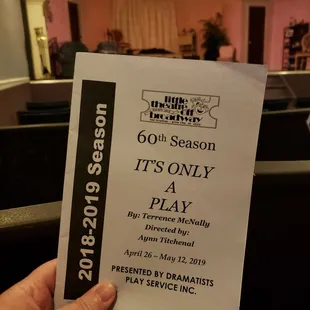 2018-2019 Season
little
theatre
off
broadway
60th Season
IT'S ONLY
A
PLAY
By: Terrence McNally
Directed by:
Aynn Titchenal
April 26 – May 12, 2019
PRESENTED BY DRAMATISTS
PLAY SERVICE INC.